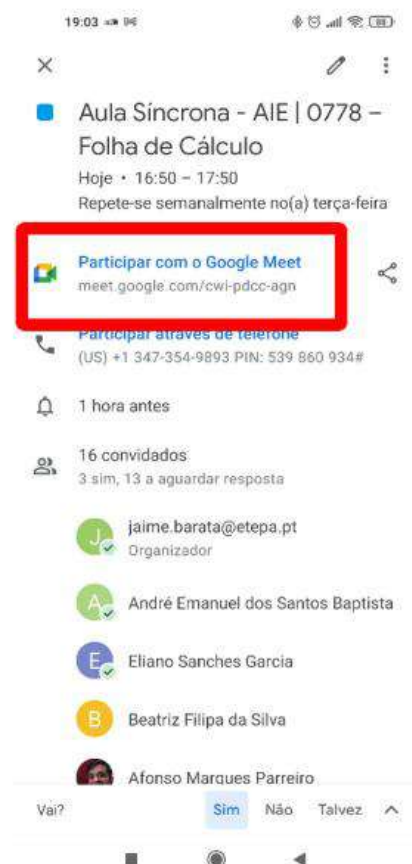 19:03
Aula Síncrona - AIE | 0778 –
Folha de Cálculo
Hoje • 16:50 – 17:50
Repete-se semanalmente no(a) terça-feira
Participar com o Google Meet
meet.google.com/cwi-pdcc-agn
Participar através de telefone
(US) +1 347-354-9893 PIN: 539 860 934#
1 hora antes
16 convidados
3 sim, 13 a aguardar resposta
J
jaime.barata@etepa.pt
Organizador
A
André Emanuel dos Santos Baptista
E
Eliano Sanches Garcia
B
Beatriz Filipa da Silva
Afonso Marques Parreiro
Vai? Sim Não Talvez